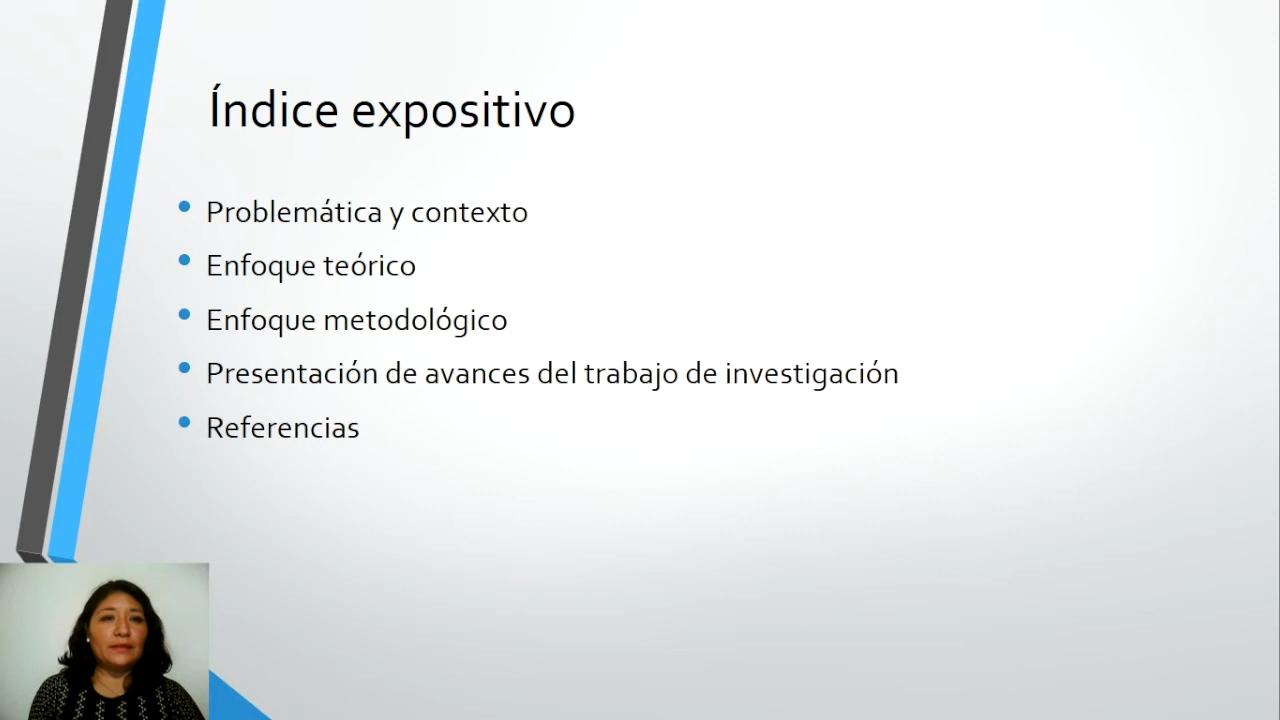 Índice expositivo
Problemática y contexto
Enfoque teórico
Enfoque metodológico
Presentación de avances del trabajo de investigación
Referencias